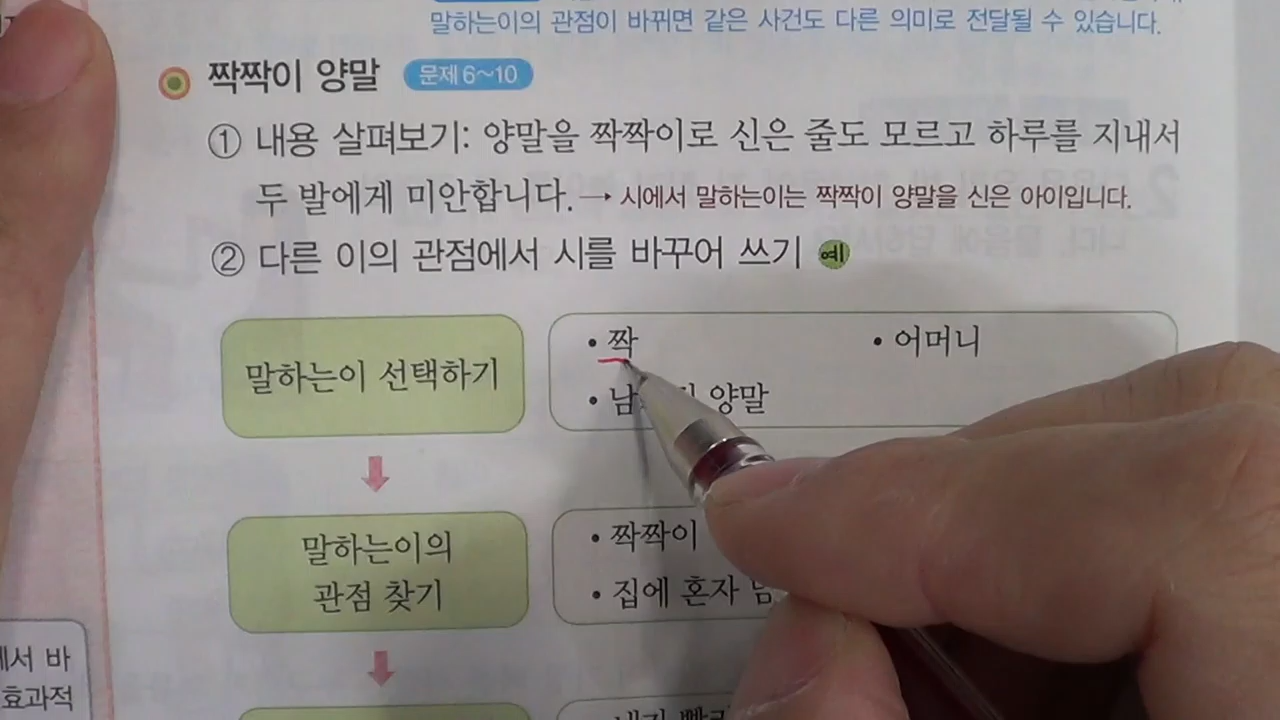 말하는이의 관점이 바뀌면 같은 사건도 다른 의미로 전달될 수 있습니다.
짝짝이 양말 문제 6~10
① 내용 살펴보기: 양말을 짝짝이로 신은 줄도 모르고 하루를 지내서
두 발에게 미안합니다. → 시에서 말하는이는 짝짝이 양말을 신은 아이입니다.
② 다른 이의 관점에서 시를 바꾸어 쓰기 예
말하는이 선택하기
• 짝 • 어머니
• 양말
말하는이의
관점 찾기
• 짝짝이
• 집에 혼자
에서 바
효과적